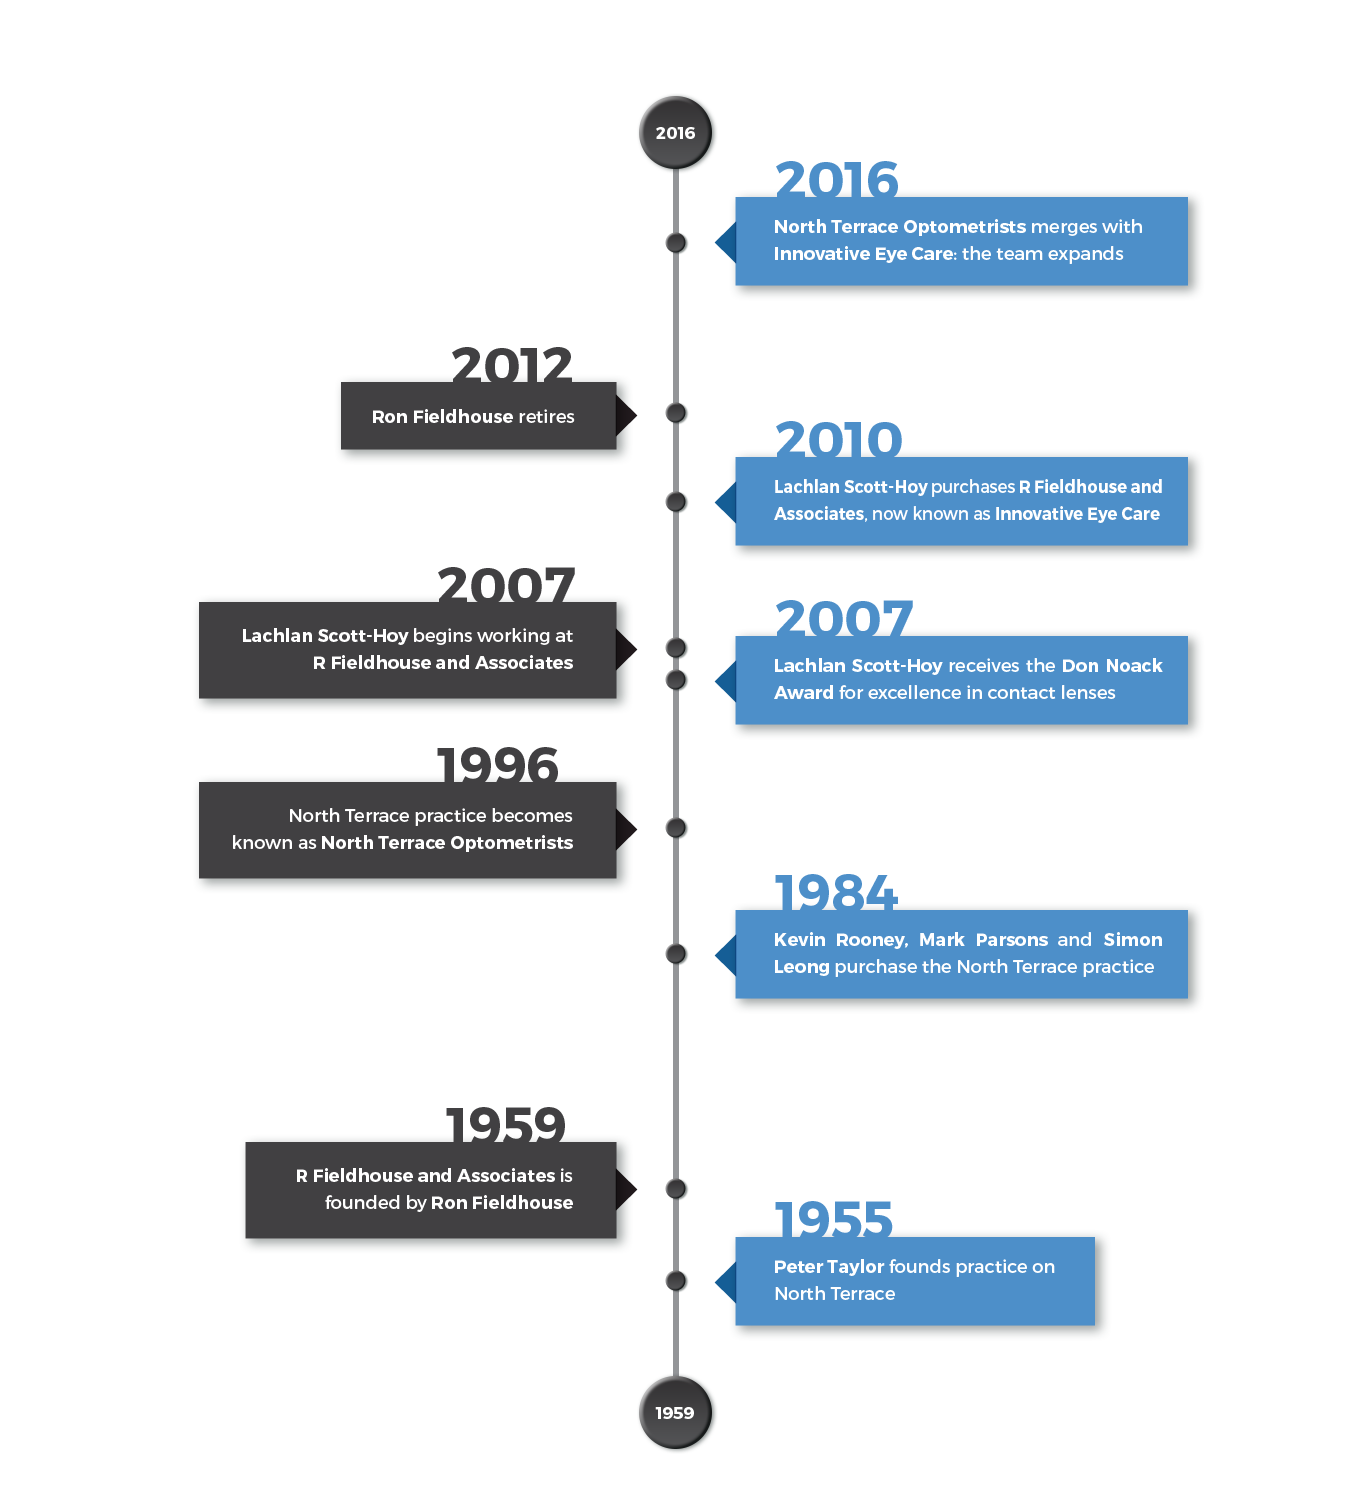 2016
2016
North Terrace Optometrists merges with
Innovative Eye Care: the team expands
2012
Ron Fieldhouse retires
2010
Lachlan Scott-Hoy purchases R Fieldhouse and
Associates, now known as Innovative Eye Care
2007
Lachlan Scott-Hoy begins working at
R Fieldhouse and Associates
2007
Lachlan Scott-Hoy receives the Don Noack
Award for excellence in contact lenses
1996
North Terrace practice becomes
known as North Terrace Optometrists
1984
Kevin Rooney, Mark Parsons and Simon
Leong purchase the North Terrace practice
1959
R Fieldhouse and Associates is
founded by Ron Fieldhouse
1955
Peter Taylor founds practice on
North Terrace
1959